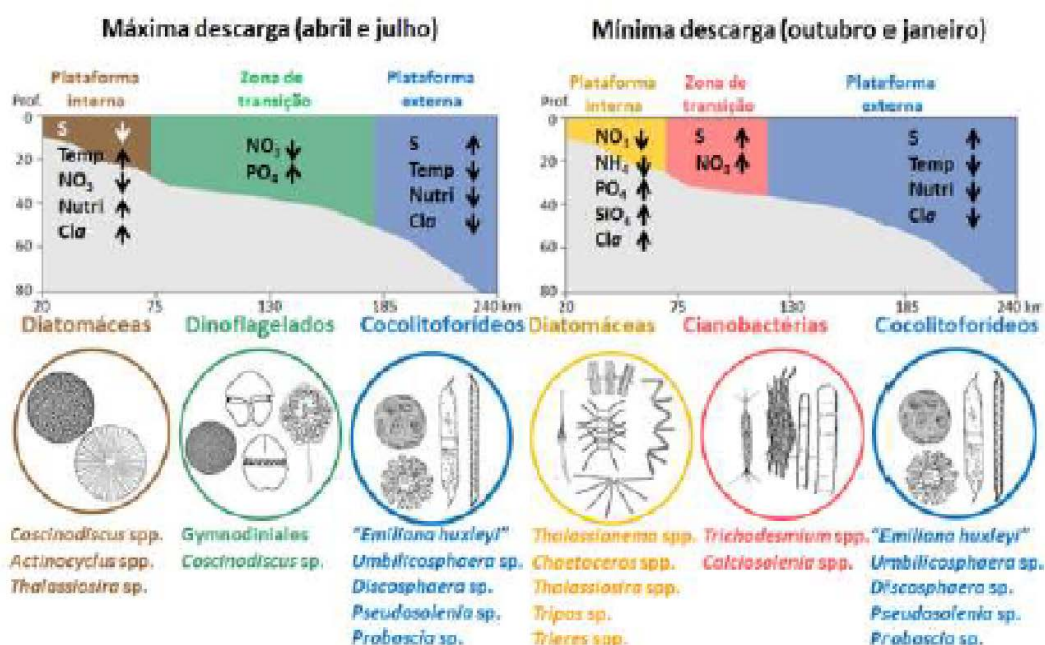 Máxima descarga (abril e julho)
Plataforma
interna
Zona de
transição
Plataforma
externa
Prof.
0
20
40
60
80
S
Temp
NO₃
Nutri
Cla
NO₃
PO₄
S
Temp
Nutri
Cla
20 75 130 185 240 km
Diatomáceas
Dinoflagelados
Cocolitoforídeos
Coscinodiscus spp.
Actinocyclus spp.
Thalassiosira sp.
Gymnodiniales
Coscinodiscus sp.
"Emiliana huxleyi"
Umbilicosphaera sp.
Discosphaera sp.
Pseudosolenia sp.
Proboscia sp.
Mínima descarga (outubro e janeiro)
Plataforma
interna
Zona de
transição
Plataforma
externa
Prof.
0
20
40
60
80
NO₃
NH₄
PO₄
SiO₄
Cla
S
NO₃
S
Temp
Nutri
Cla
20 75 130 185 240 km
Diatomáceas
Cianobactérias
Cocolitoforídeos
Thalassionema spp.
Chaetoceros spp.
Thalassiosira spp.
Tripos sp.
Trieres spp.
Trichodesmium spp.
Calciosolenia spp.
"Emiliana huxleyi"
Umbilicosphaera sp.
Discosphaera sp.
Pseudosolenia sp.
Proboscia sp.